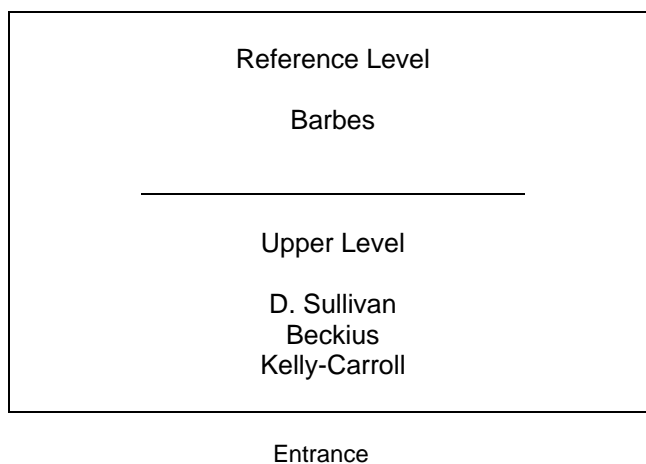 Reference Level
Barbes
Upper Level
D. Sullivan
Beckius
Kelly-Carroll
Entrance